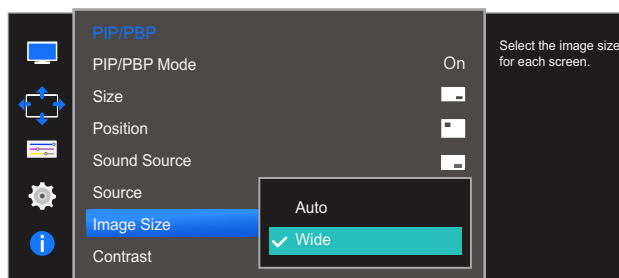 PIP/PBP
PIP/PBP Mode On
Size
Position
Sound Source
Source
Image Size
Contrast
Auto
Wide
Select the image size
for each screen.